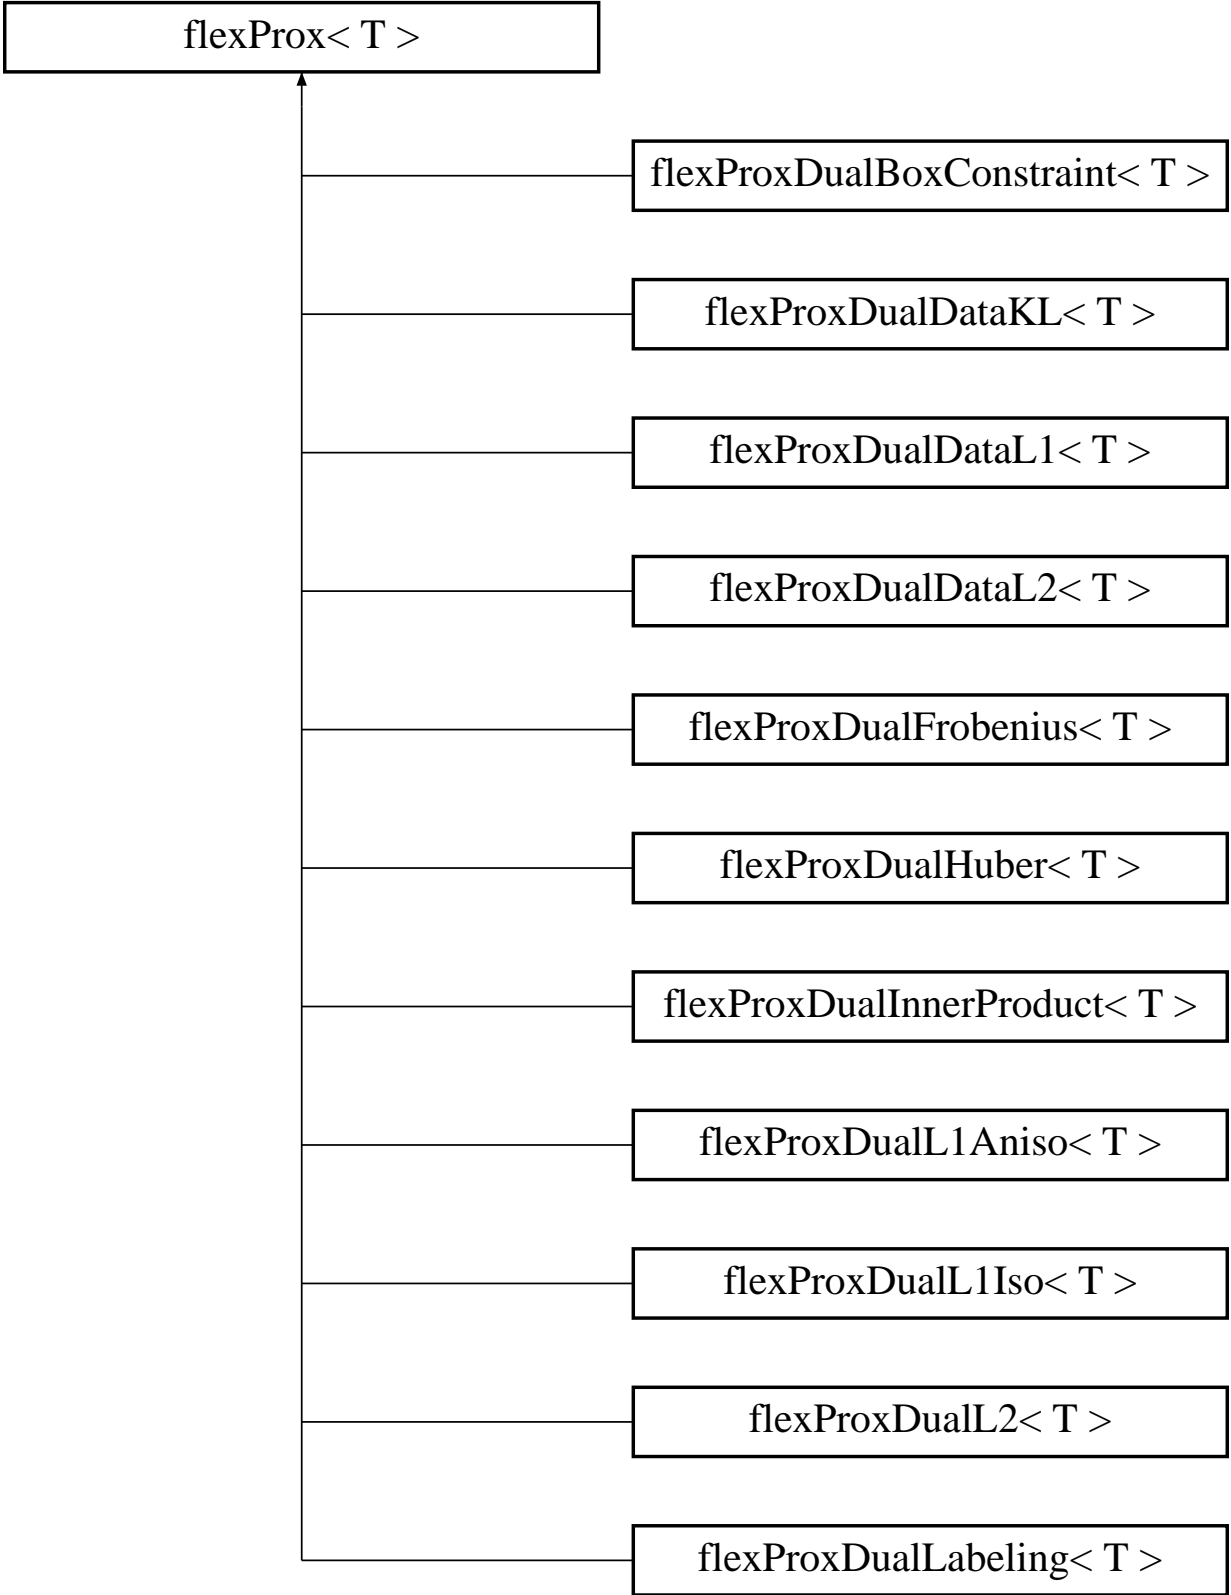 flexProx< T >
flexProxDualBoxConstraint< T >
flexProxDualDataKL< T >
flexProxDualDataL1< T >
flexProxDualDataL2< T >
flexProxDualFrobenius< T >
flexProxDualHuber< T >
flexProxDualInnerProduct< T >
flexProxDualL1Aniso< T >
flexProxDualL1Iso< T >
flexProxDualL2< T >
flexProxDualLabeling< T >